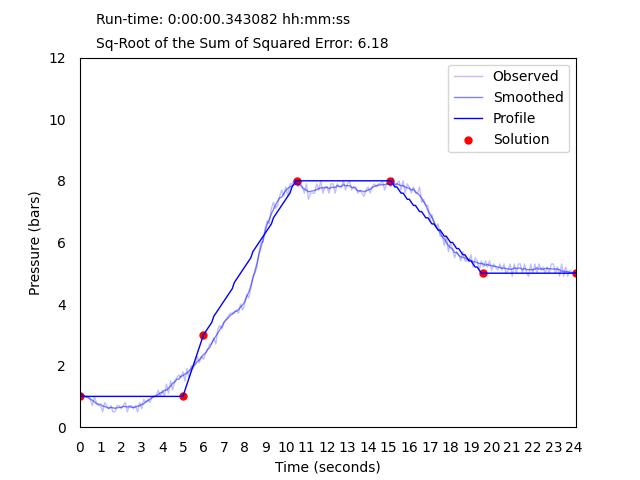 Run-time: 0:00:00.343082 hh:mm:ss
Sq-Root of the Sum of Squared Error: 6.18
12
10
8
6
4
2
0
Pressure (bars)
Observed
Smoothed
Profile
Solution
0 1 2 3 4 5 6 7 8 9 10 11 12 13 14 15 16 17 18 19 20 21 22 23 24
Time (seconds)